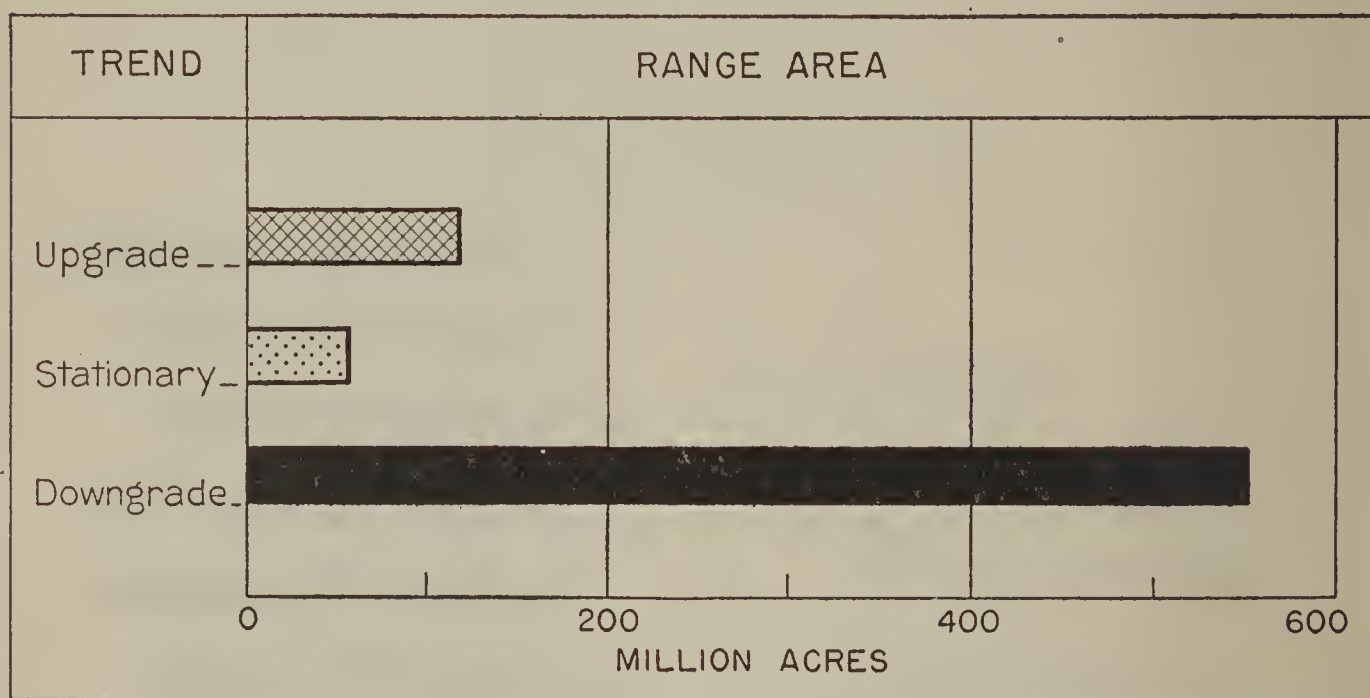 TREND RANGE AREA
Upgrade
Stationary
Downgrade
0 200 400 600
MILLION ACRES